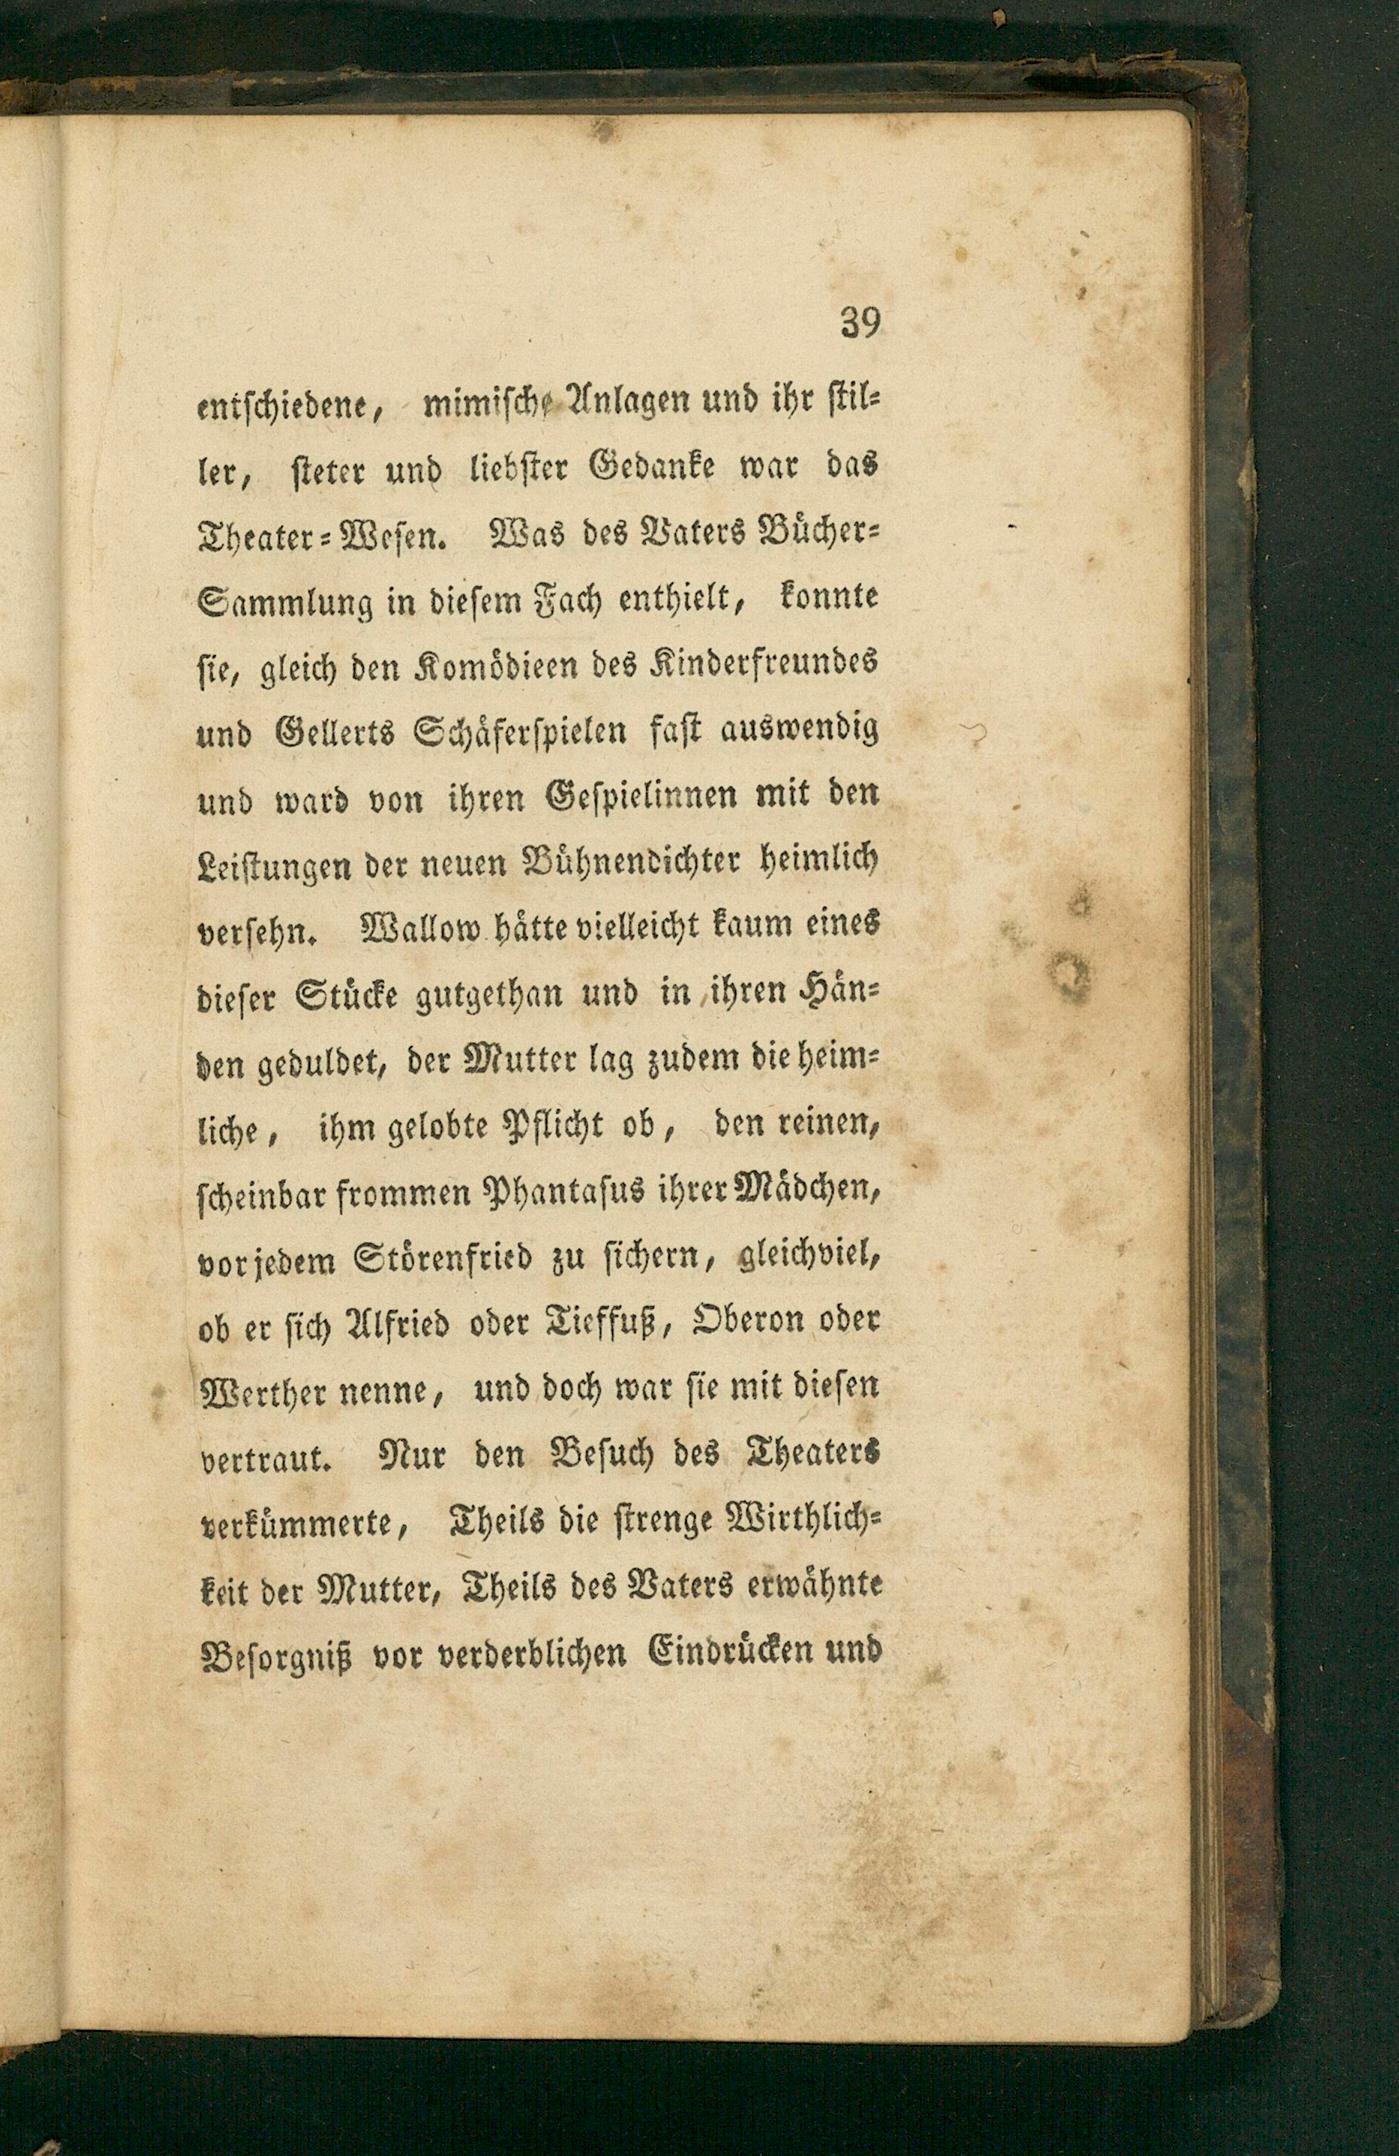 39
entschiedene, mimische Anlagen und ihr stil-
ler, steter und liebster Gedanke war das
Theater-Wesen. Was des Vaters Bücher-
Sammlung in diesem Fach enthielt, konnte
sie, gleich den Komödieen des Kinderfreundes
und Gellerts Schäferspielen fast auswendig
und ward von ihren Gespielinnen mit den
Leistungen der neuen Bühnendichter heimlich
versehn. Wallow hätte vielleicht kaum eines
dieser Stücke gutgethan und in ihren Hän-
den geduldet, der Mutter lag zudem die heim-
liche, ihm gelobte Pflicht ob, den reinen,
scheinbar frommen Phantasus ihrer Mädchen,
vor jedem Störenfried zu sichern, gleichviel,
ob er sich Alfried oder Tieffuß, Oberon oder
Werther nenne, und doch war sie mit diesen
vertraut. Nur den Besuch des Theaters
verkümmerte, Theils die strenge Wirthlich-
keit der Mutter, Theils des Vaters erwähnte
Besorgniß vor verderblichen Eindrücken und